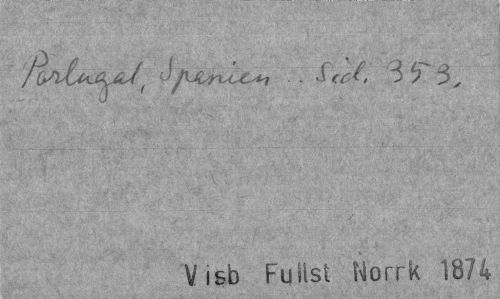 Portugal, Spanien .. Sid. 353.
Visb Fullst Norrk 1874